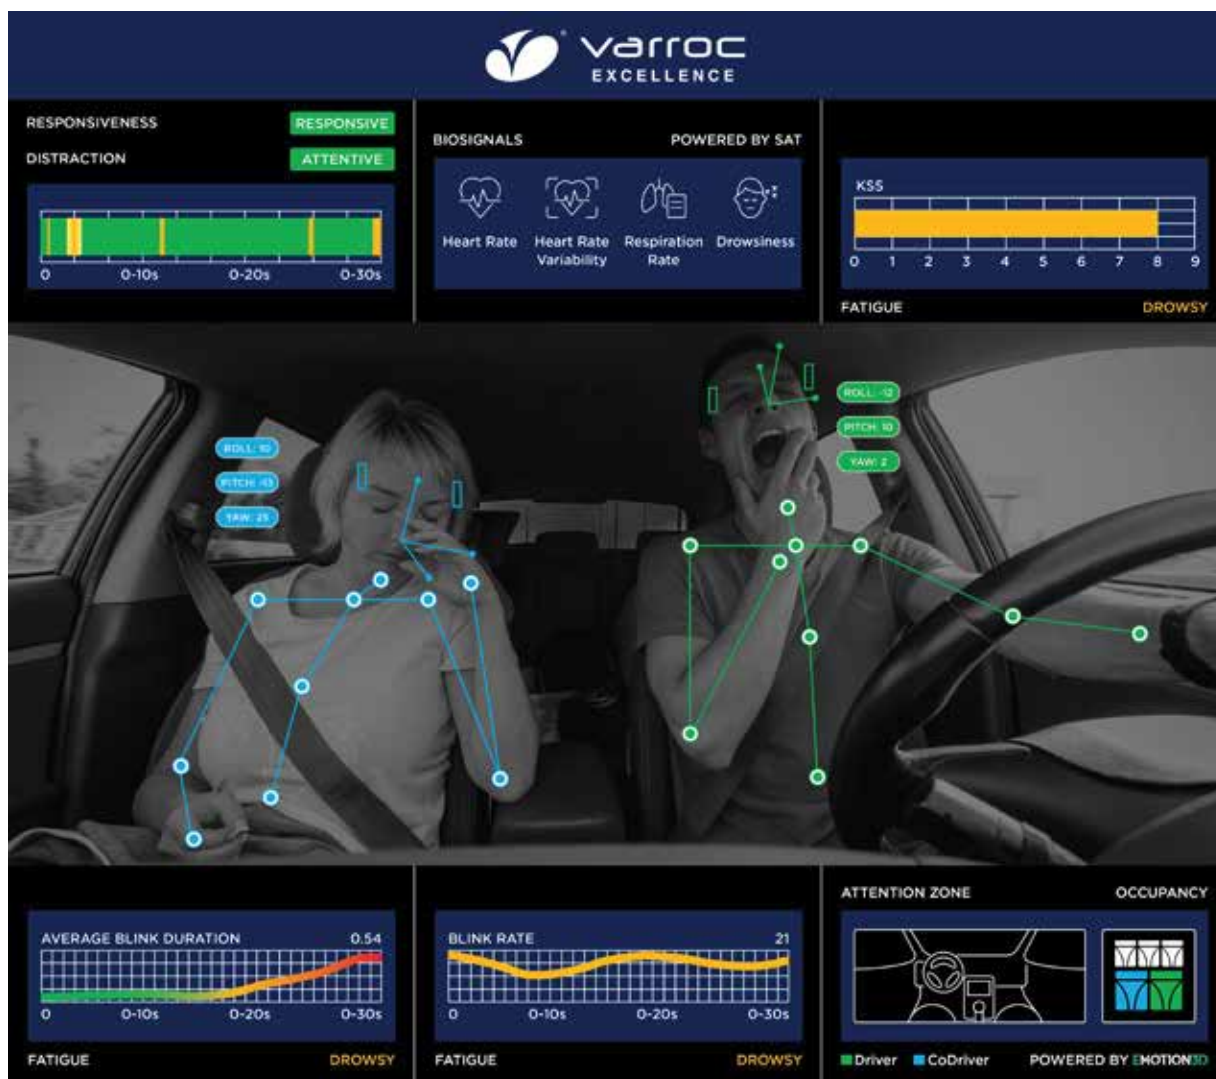 varroc
EXCELLENCE
RESPONSIVENESS RESPONSIVE
DISTRACTION ATTENTIVE
0 0-10s 0-20s 0-30s
BIOSIGNALS POWERED BY SAT
Heart Rate Heart Rate Variability Respiration Rate Drowsiness
KSS
0 1 2 3 4 5 6 7 8 9
FATIGUE DROWSY
ROLL: 10
PITCH: -13
YAW: 25
ROLL: -12
PITCH: 10
YAW: 2
AVERAGE BLINK DURATION 0.54
0 0-10s 0-20s 0-30s
FATIGUE DROWSY
BLINK RATE 21
0 0-10s 0-20s 0-30s
FATIGUE DROWSY
ATTENTION ZONE OCCUPANCY
Driver CoDriver POWERED BY EMOTION3D